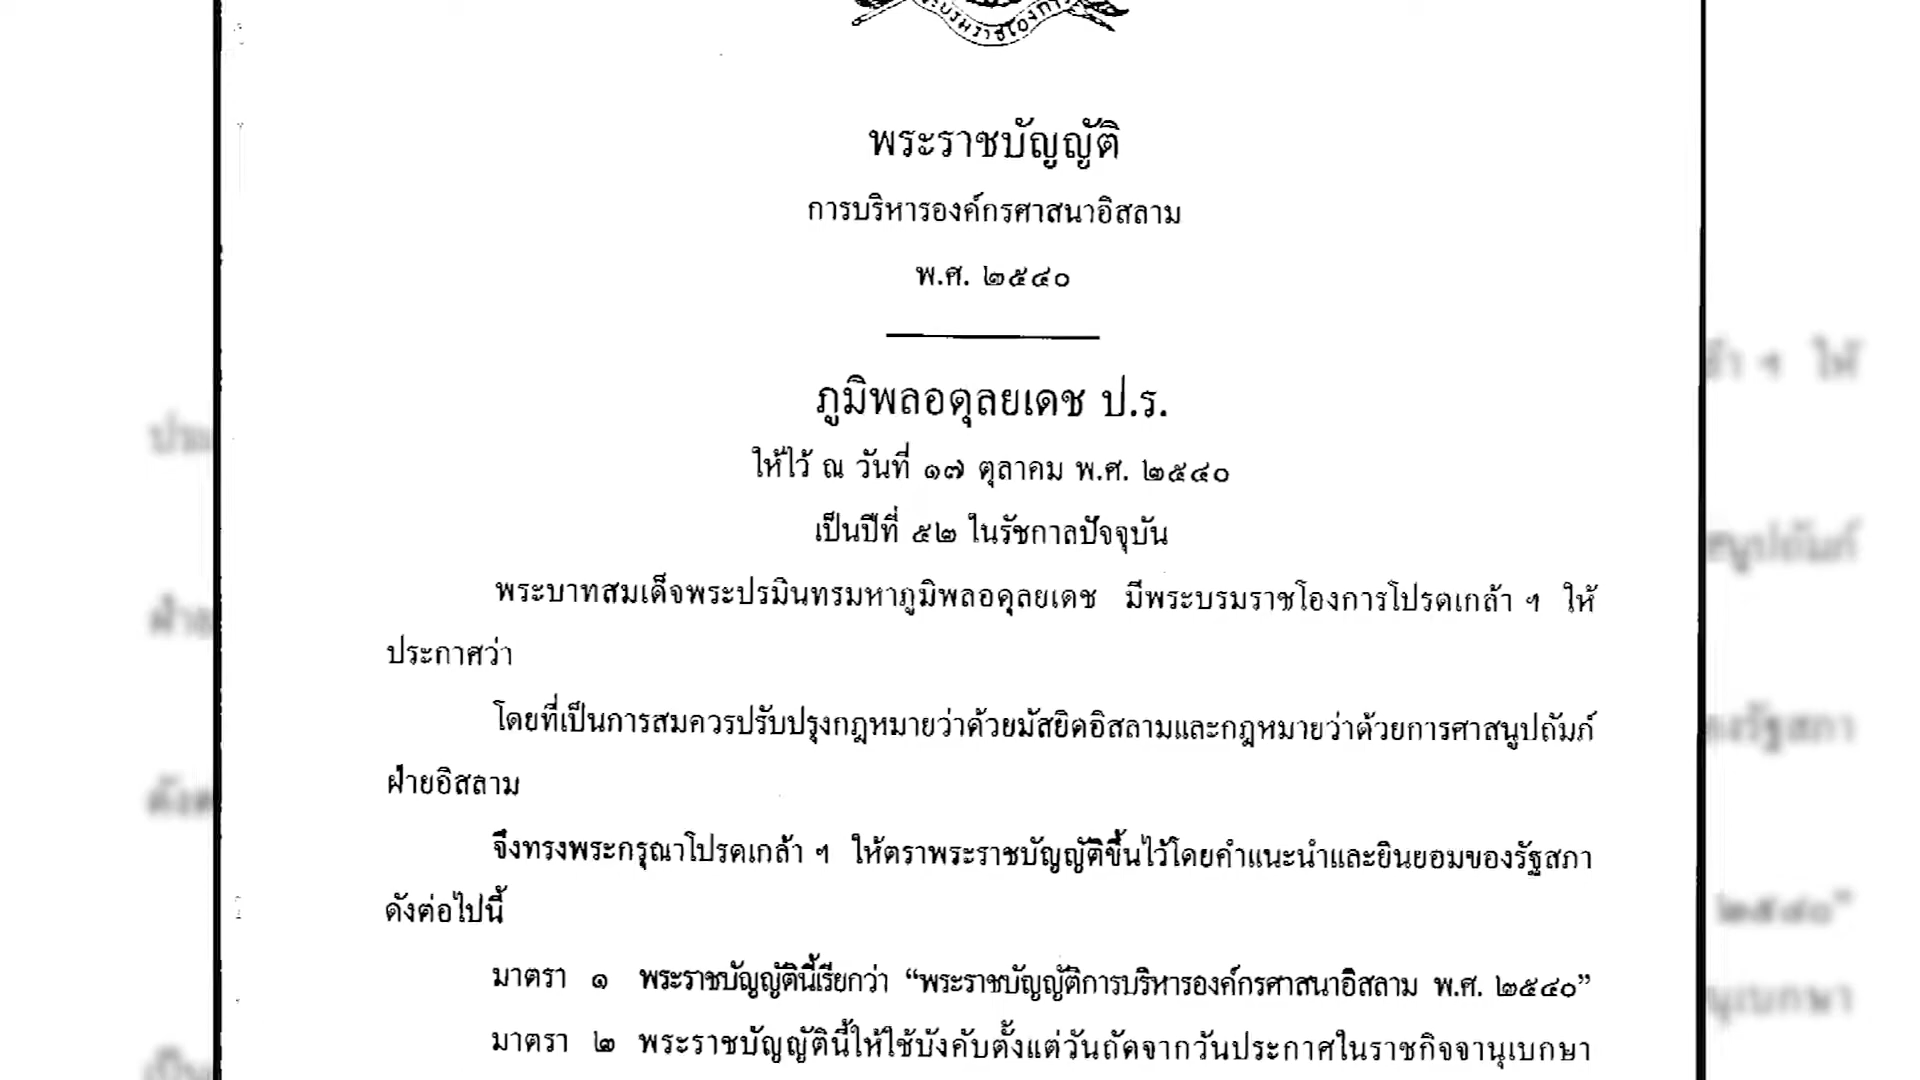 พระบรมราชโองการ
พระราชบัญญัติ
การบริหารองค์กรศาสนาอิสลาม
พ.ศ. ๒๕๔๐
ภูมิพลอดุลยเดช ป.ร.
ให้ไว้ ณ วันที่ ๑๗ ตุลาคม พ.ศ. ๒๕๔๐
เป็นปีที่ ๕๒ ในรัชกาลปัจจุบัน
พระบาทสมเด็จพระปรมินทรมหาภูมิพลอดุลยเดช มีพระบรมราชโองการโปรดเกล้า ฯ ให้
ประกาศว่า
โดยที่เป็นการสมควรปรับปรุงกฎหมายว่าด้วยมัสยิดอิสลามและกฎหมายว่าด้วยการศาสนูปถัมภ์
ฝ่ายอิสลาม
จึงทรงพระกรุณาโปรดเกล้า ฯ ให้ตราพระราชบัญญัติขึ้นไว้โดยคำแนะนำและยินยอมของรัฐสภา
ดังต่อไปนี้
มาตรา ๑ พระราชบัญญัตินี้เรียกว่า “พระราชบัญญัติการบริหารองค์กรศาสนาอิสลาม พ.ศ. ๒๕๔๐”
มาตรา ๒ พระราชบัญญัตินี้ให้ใช้บังคับตั้งแต่วันถัดจากวันประกาศในราชกิจจานุเบกษา